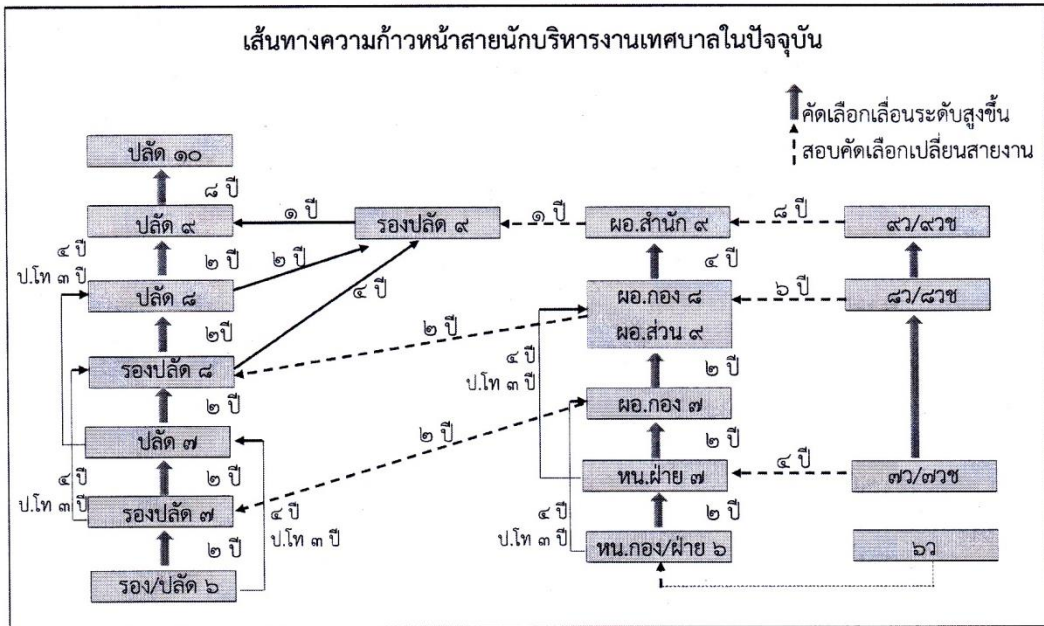 เส้นทางความก้าวหน้าสายนักบริหารงานเทศบาลในปัจจุบัน
คัดเลือกเลื่อนระดับสูงขึ้น
สอบคัดเลือกเปลี่ยนสายงาน
ปลัด ๑๐
๘ ปี
ปลัด ๙
๑ ปี
รองปลัด ๙
๑ ปี
ผอ.สำนัก ๙
๘ ปี
๙ว/๙วช
๔ ปี
ป.โท ๓ ปี
๒ ปี
๒ ปี
๔ ปี
๔ ปี
ปลัด ๘
ผอ.กอง ๘
ผอ.ส่วน ๙
๖ ปี
๘ว/๘วช
๒ปี
๒ ปี
๔ ปี
ป.โท ๓ ปี
๒ ปี
รองปลัด ๘
๒ ปี
ผอ.กอง ๗
ปลัด ๗
๒ ปี
๒ ปี
๔ ปี
ป.โท ๓ ปี
๒ ปี
หน.ฝ่าย ๗
๔ ปี
๗ว/๗วช
รองปลัด ๗
๔ ปี
ป.โท ๓ ปี
๔ ปี
ป.โท ๓ ปี
๒ ปี
๒ ปี
หน.กอง/ฝ่าย ๖
๖ว
รอง/ปลัด ๖